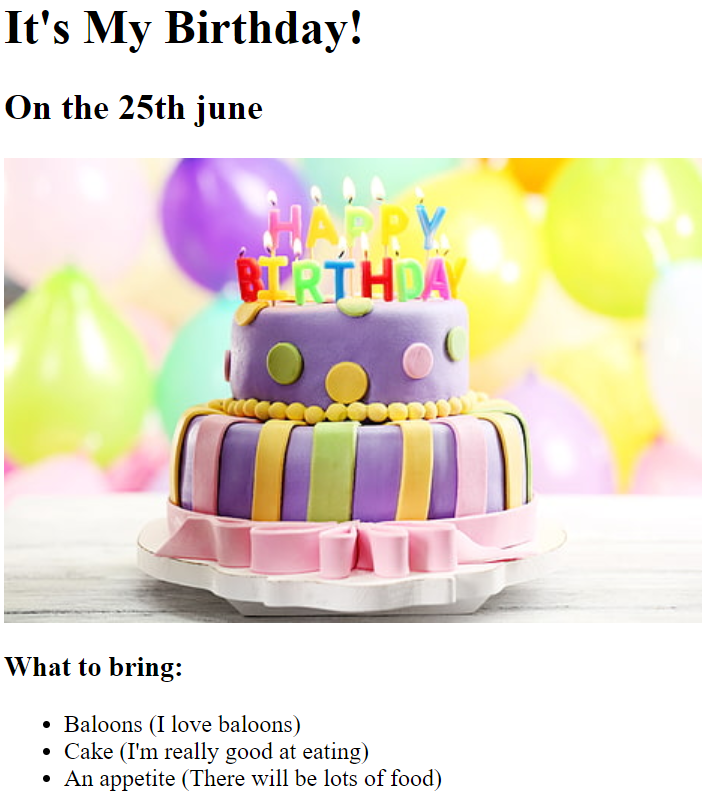 It's My Birthday!
On the 25th june
HAPPY
BIRTHDAY
What to bring:
Baloons (I love baloons)
Cake (I'm really good at eating)
An appetite (There will be lots of food)